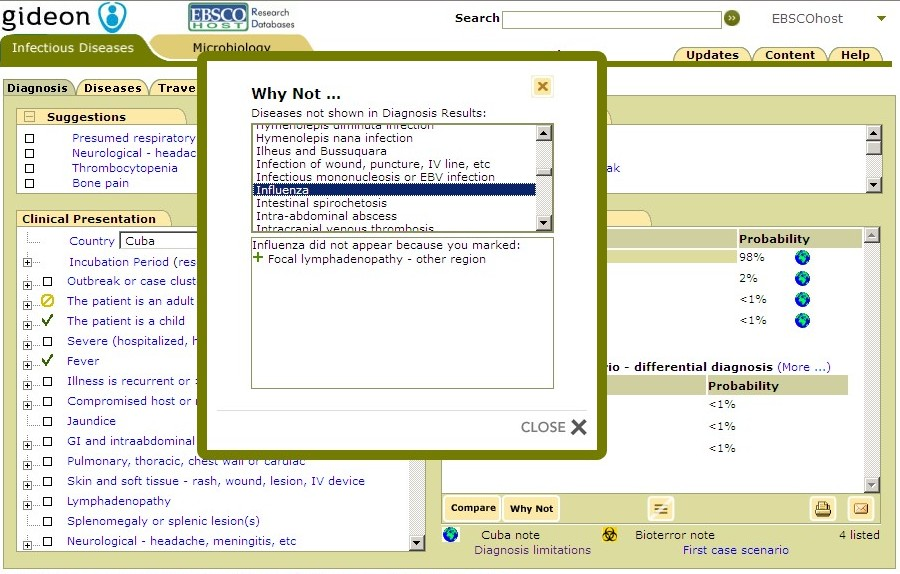 gideon
EBSCO HOST Research Databases
Search
EBSCOhost
Infectious Diseases
Microbiology
Updates
Content
Help
Diagnosis
Diseases
Trave
Suggestions
Presumed respiratory
Neurological - headac
Thrombocytopenia
Bone pain
ak
Clinical Presentation
Country Cuba
Incubation Period (res
Outbreak or case clust
The patient is an adult
The patient is a child
Severe (hospitalized, h
Fever
Illness is recurrent or
Compromised host or
Jaundice
GI and intraabdominal
Pulmonary, thoracic, chest wall or cardiac
Skin and soft tissue - rash, wound, lesion, IV device
Lymphadenopathy
Splenomegaly or splenic lesion(s)
Neurological - headache, meningitis, etc
Why Not ...
Diseases not shown in Diagnosis Results:
Hymenolepis diminuta infection
Hymenolepis nana infection
Ilheus and Bussuquara
Infection of wound, puncture, IV line, etc
Infectious mononucleosis or EBV infection
Influenza
Intestinal spirochetosis
Intra-abdominal abscess
Intracranial venous thrombosis
Influenza did not appear because you marked:
+ Focal lymphadenopathy - other region
CLOSE
Probability
98%
2%
<1%
<1%
io - differential diagnosis (More ...)
Probability
<1%
<1%
<1%
Compare
Why Not
Cuba note
Bioterror note
4 listed
Diagnosis limitations
First case scenario